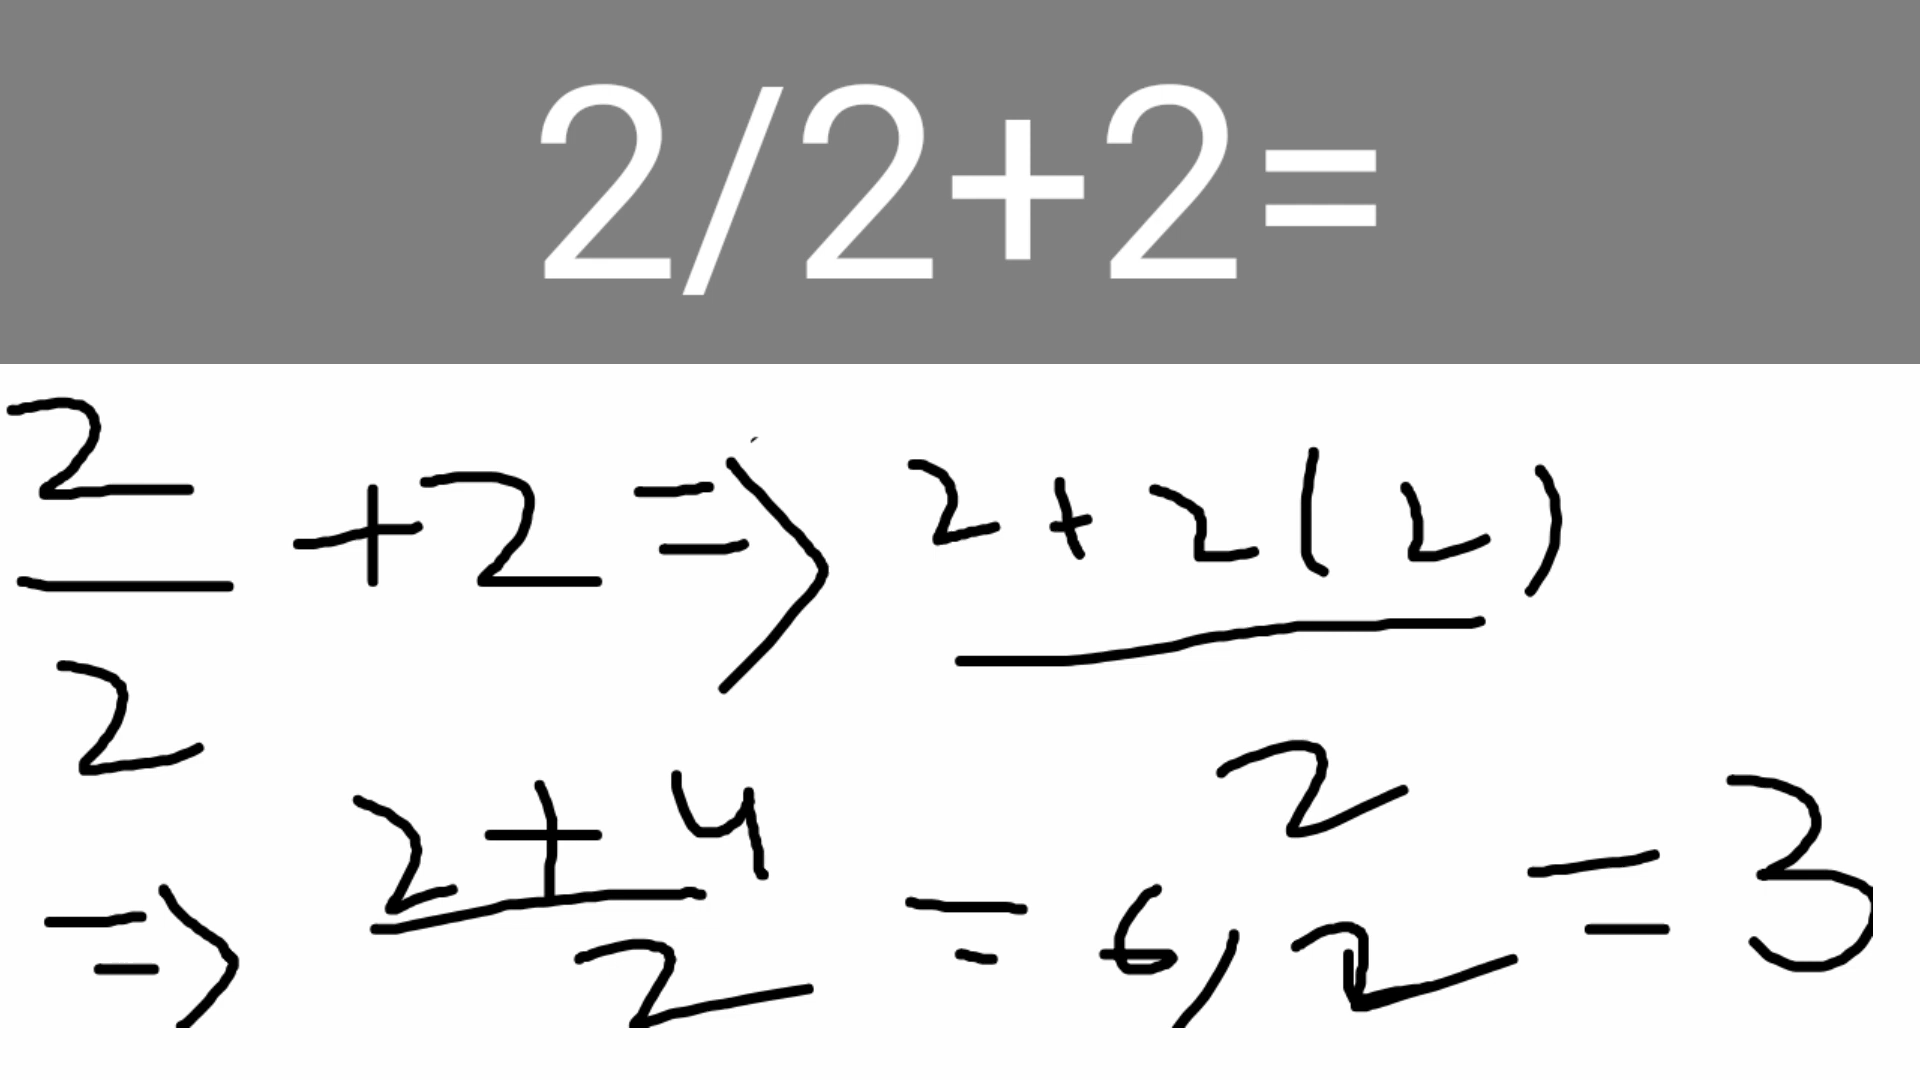 2/2+2=
2/2 +2 => 2+2(2)/2
=> 2+4/2 = 6/2 = 3